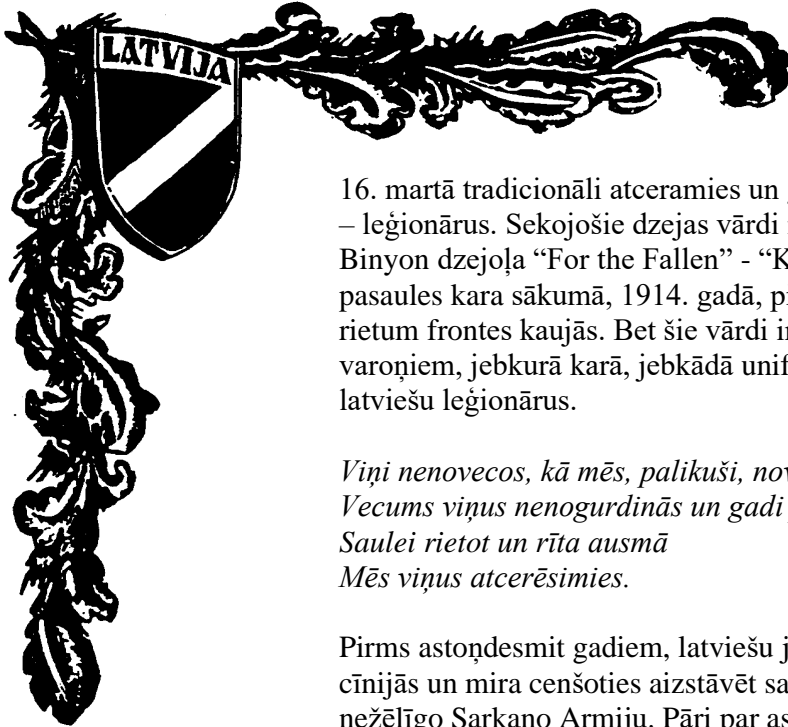 LATVIJA
16. martā tradicionāli atceramies un
– leģionārus. Sekojošie dzejas vārdi
Binyon dzejoļa “For the Fallen” - “K
pasaules kara sākumā, 1914. gadā, p
rietum frontes kaujās. Bet šie vārdi i
varoņiem, jebkurā karā, jebkādā unif
latviešu leģionārus.
Viņi nenovecos, kā mēs, palikuši, nov
Vecums viņus nenogurdinās un gadi
Saulei rietot un rīta ausmā
Mēs viņus atcerēsimies.
Pirms astoņdesmit gadiem, latviešu j
cīnijās un mira cenšoties aizstāvēt sa
nežēlīgo Sarkano Armiju. Pāri par as